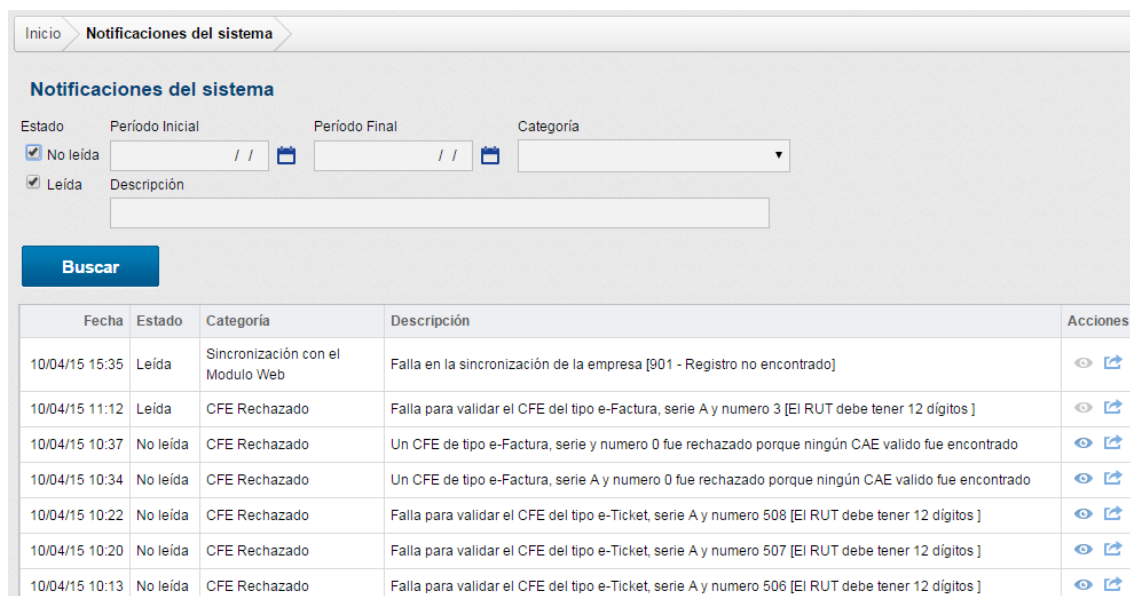 Inicio Notificaciones del sistema
Notificaciones del sistema
Estado Período Inicial Período Final Categoría
No leída / / / /
Leída Descripción
Buscar
Fecha Estado Categoría Descripción Acciones
10/04/15 15:35 Leída Sincronización con el Modulo Web Falla en la sincronización de la empresa [901 - Registro no encontrado]
10/04/15 11:12 Leída CFE Rechazado Falla para validar el CFE del tipo e-Factura, serie A y numero 3 [El RUT debe tener 12 dígitos ]
10/04/15 10:37 No leída CFE Rechazado Un CFE de tipo e-Factura, serie y numero 0 fue rechazado porque ningún CAE valido fue encontrado
10/04/15 10:34 No leída CFE Rechazado Un CFE de tipo e-Factura, serie A y numero 0 fue rechazado porque ningún CAE valido fue encontrado
10/04/15 10:22 No leída CFE Rechazado Falla para validar el CFE del tipo e-Ticket, serie A y numero 508 [El RUT debe tener 12 dígitos ]
10/04/15 10:20 No leída CFE Rechazado Falla para validar el CFE del tipo e-Ticket, serie A y numero 507 [El RUT debe tener 12 dígitos ]
10/04/15 10:13 No leída CFE Rechazado Falla para validar el CFE del tipo e-Ticket, serie A y numero 506 [El RUT debe tener 12 dígitos ]